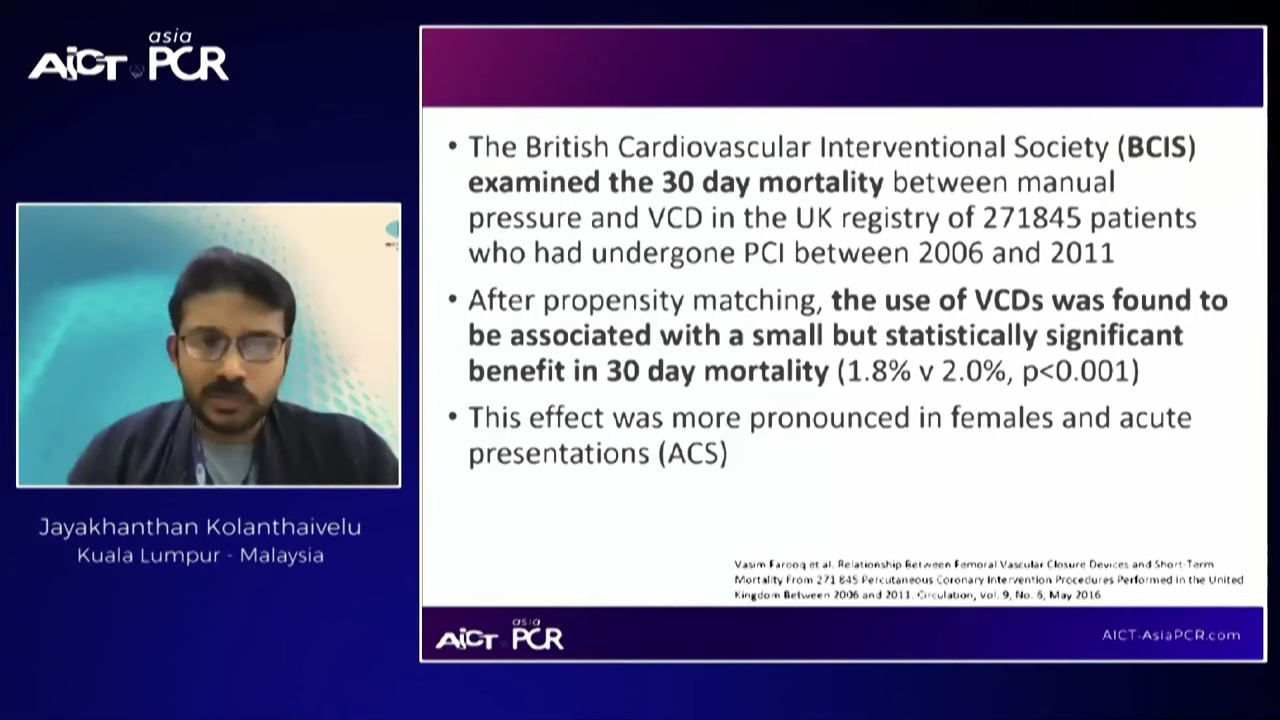 asia
AICT PCR
Jayakhanthan Kolanthaivelu
Kuala Lumpur - Malaysia
• The British Cardiovascular Interventional Society (BCIS)
examined the 30 day mortality between manual
pressure and VCD in the UK registry of 271845 patients
who had undergone PCI between 2006 and 2011
• After propensity matching, the use of VCDs was found to
be associated with a small but statistically significant
benefit in 30 day mortality (1.8% v 2.0%, p<0.001)
• This effect was more pronounced in females and acute
presentations (ACS)
Vasim Farooq et al. Relationship Between Femoral Vascular Closure Devices and Short-Term
Mortality From 271 845 Percutaneous Coronary Intervention Procedures Performed in the United
Kingdom Between 2006 and 2011. Circulation, Vol. 9, No. 6, May 2016
asia
AICT PCR
AICT-AsiaPCR.com